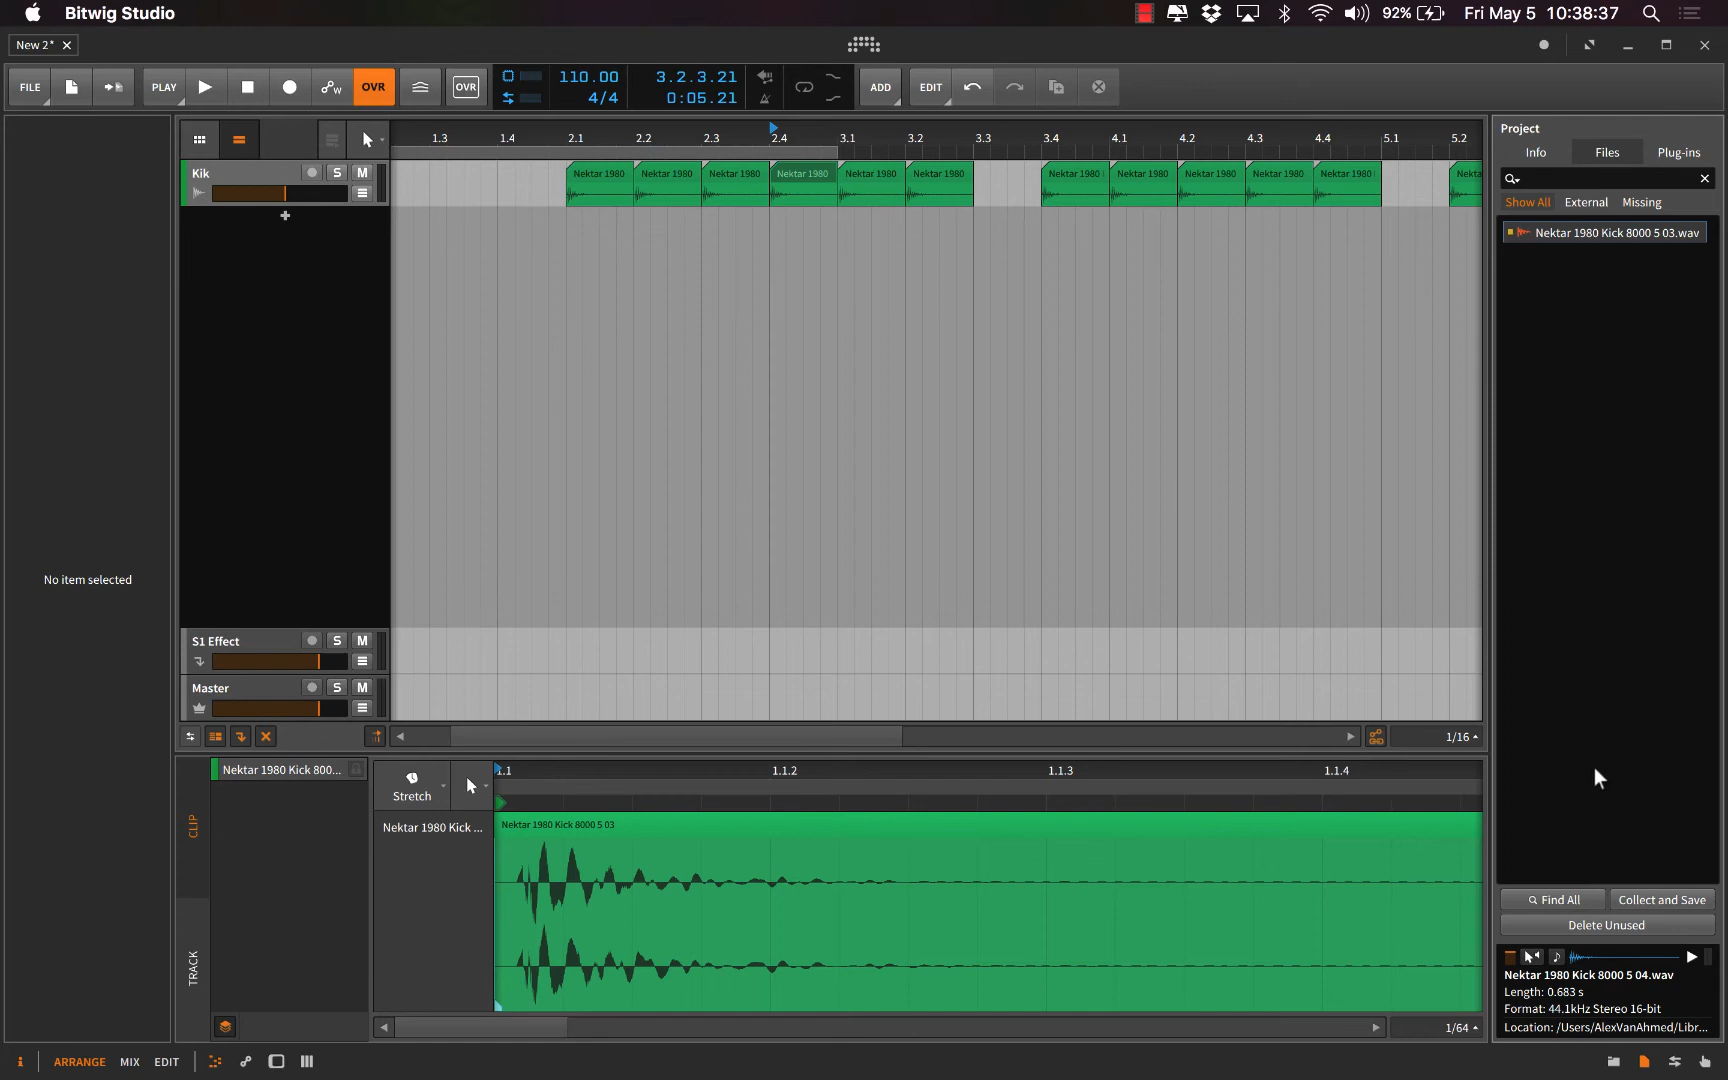 Bitwig Studio 92% Fri May 5 10:38:37
New 2*
FILE PLAY OVR OVR 110.00 3.2.3.21 ADD EDIT
4/4 0:05.21
1.3 1.4 2.1 2.2 2.3 2.4 3.1 3.2 3.3 3.4 4.1 4.2 4.3 4.4 5.1 5.2
Kik S M
Nektar 1980 Nektar 1980 Nektar 1980 Nektar 1980 Nektar 1980 Nektar 1980 Nektar 1980 Nektar 1980 Nektar 1980 Nektar 1980 Nektar 1980 Nekta
No item selected
S1 Effect S M
Master S M
1/16
Project
Info Files Plug-ins
Show All External Missing
Nektar 1980 Kick 8000 5 03.wav
Find All Collect and Save
Delete Unused
Nektar 1980 Kick 8000 5 04.wav
Length: 0.683 s
Format: 44.1kHz Stereo 16-bit
Location: /Users/AlexVanAhmed/Libr...
CLIP
TRACK
Nektar 1980 Kick 800...
Stretch
1.1 1.1.2 1.1.3 1.1.4
Nektar 1980 Kick ...
Nektar 1980 Kick 8000 5 03
1/64
i ARRANGE MIX EDIT